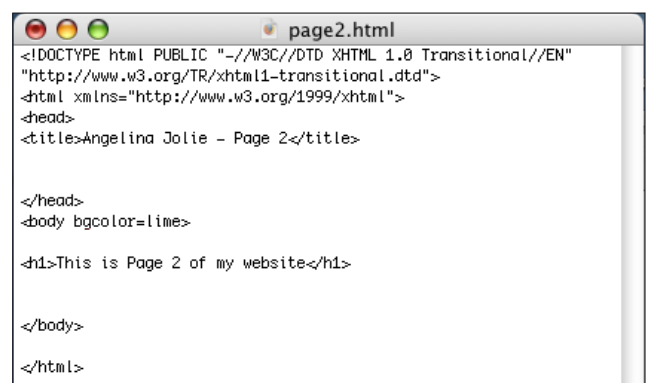 page2.html
<!DOCTYPE html PUBLIC "-//W3C//DTD XHTML 1.0 Transitional//EN"
"http://www.w3.org/TR/xhtml1-transitional.dtd">
<html xmlns="http://www.w3.org/1999/xhtml">
<head>
<title>Angelina Jolie - Page 2</title>
</head>
<body bgcolor=lime>
<h1>This is Page 2 of my website</h1>
</body>
</html>